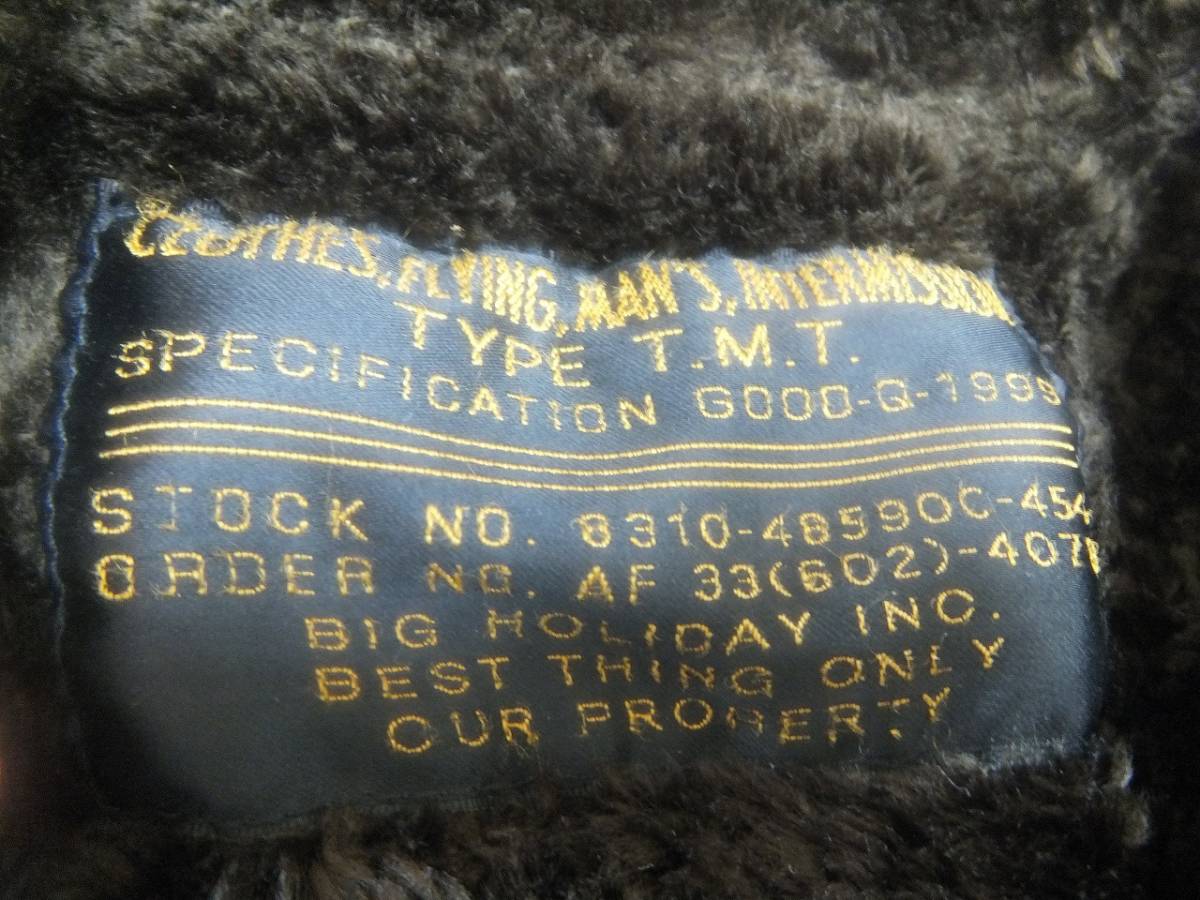 CLOTHES, FLYING, MAN'S, INTERMISSION
TYPE T.M.T.
SPECIFICATION GOOD-Q-1999
STOCK NO. 8310-48590C-454
ORDER NO. AF 33(602)-407
BIG HOLIDAY INC.
BEST THING ONLY
OUR PROPERTY